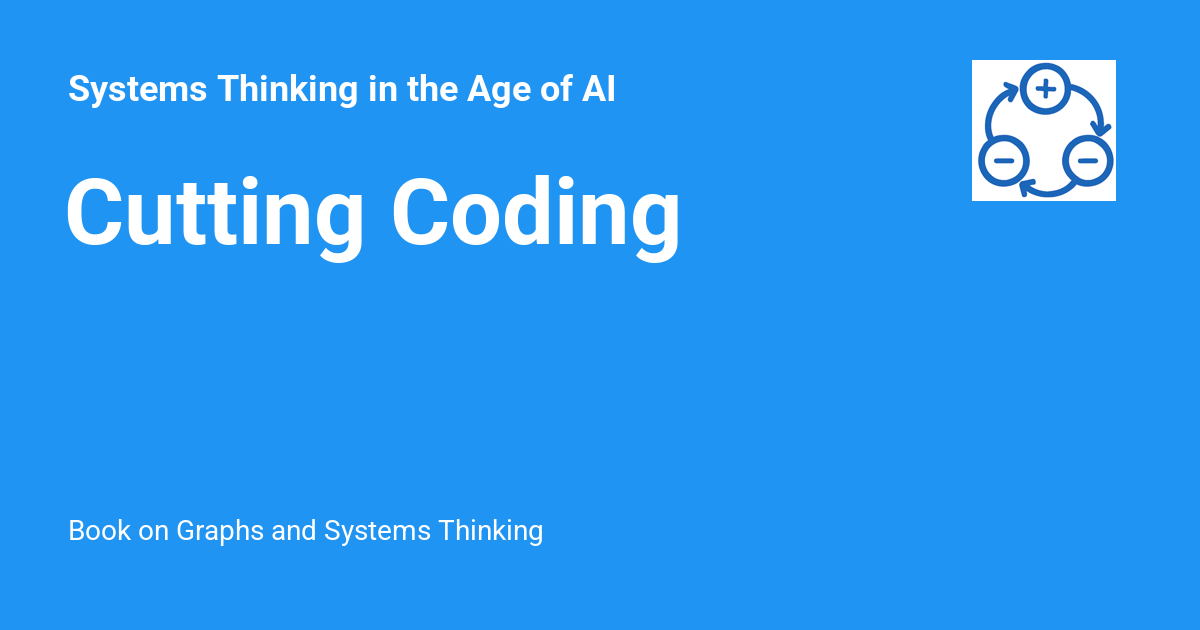 Systems Thinking in the Age of AI
Cutting Coding
Book on Graphs and Systems Thinking